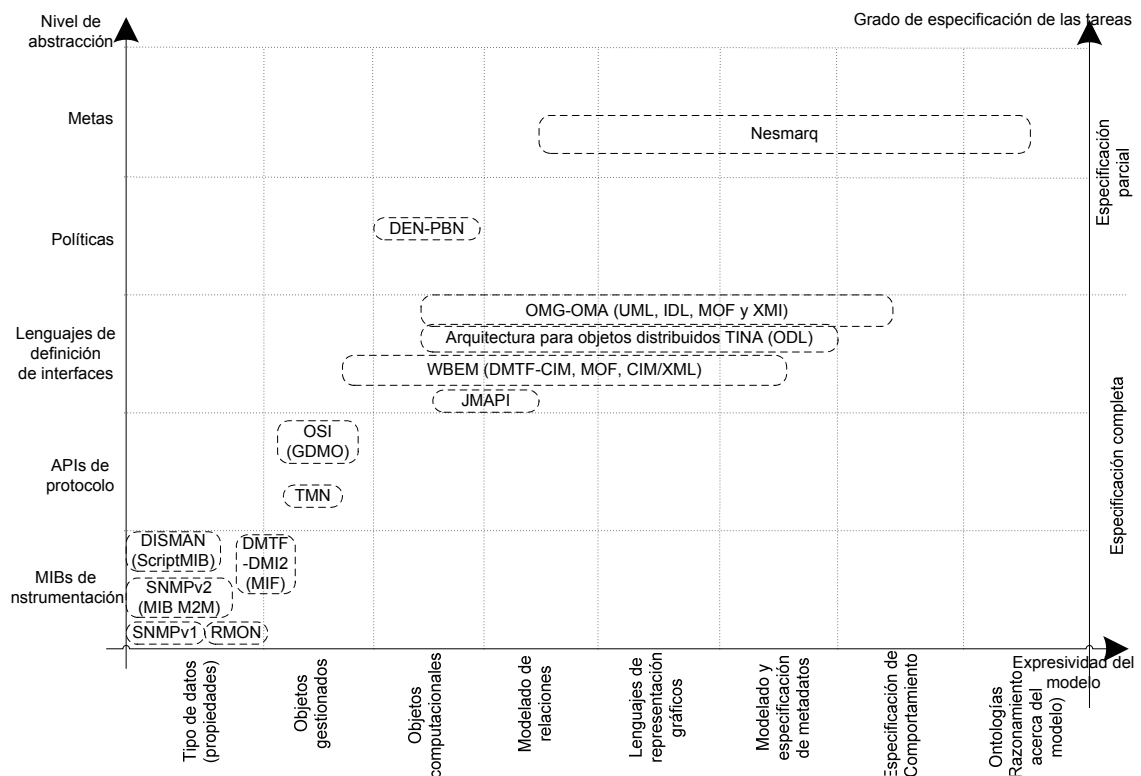 Nivel de
abstracción
Grado de especificación de las tareas
Metas
Nesmarq
Especificación
parcial
Políticas
DEN-PBN
Lenguajes de
definición
de interfaces
OMG-OMA (UML, IDL, MOF y XMI)
Arquitectura para objetos distribuidos TINA (ODL)
WBEM (DMTF-CIM, MOF, CIM/XML)
JMAPI
APIs de
protocolo
OSI
(GDMO)
TMN
Especificación completa
MIBs de
nstrumentación
DISMAN
(ScriptMIB)
DMTF
-DMI2
(MIF)
SNMPv2
(MIB M2M)
SNMPv1
RMON
Tipo de datos
(propiedades)
Objetos
gestionados
Objetos
computacionales
Modelado de
relaciones
Lenguajes de
representación
gráficos
Modelado y
especificación
de metadatos
Especificación de
Comportamiento
Ontologías
Razonamiento
acerca del
modelo)
Expresividad del
modelo